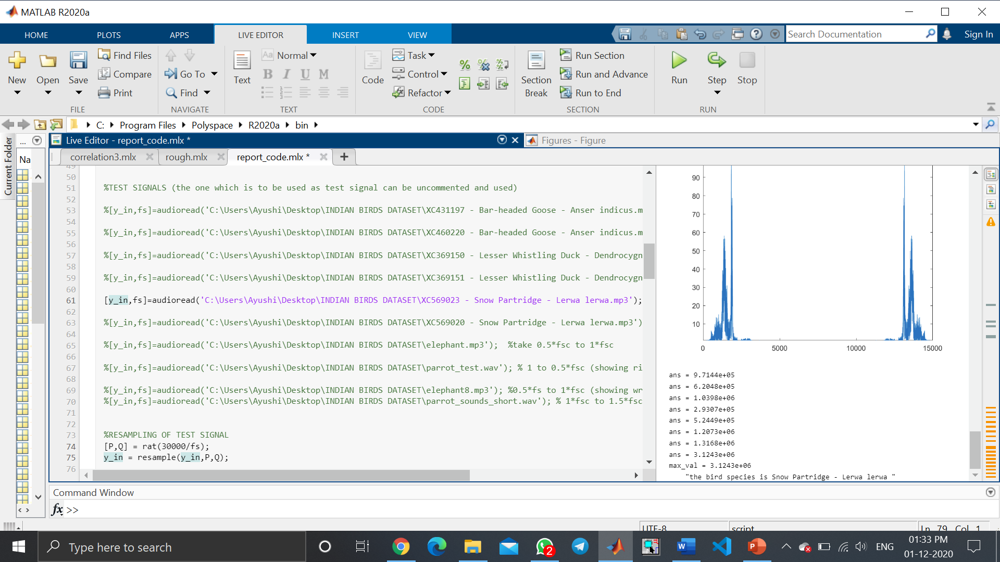 MATLAB R2020a
HOME PLOTS APPS LIVE EDITOR INSERT VIEW Search Documentation Sign In
New Open Save Find Files Compare Print
Go To Find
Text Aa Normal B I U M
Code Task Control Refactor
Section Break Run Section Run and Advance Run to End
Run Step Stop
FILE NAVIGATE TEXT CODE SECTION RUN
C: Program Files Polyspace R2020a bin
Current Folder
...
Na
Live Editor - report_code.mlx *
Figures - Figure
correlation3.mlx rough.mlx report_code.mlx * +
49
50
51 %TEST SIGNALS (the one which is to be used as test signal can be uncommented and used)
52
53 %[y_in,fs]=audioread('C:\Users\Ayushi\Desktop\INDIAN BIRDS DATASET\XC431197 - Bar-headed Goose - Anser indicus.m
54
55 %[y_in,fs]=audioread('C:\Users\Ayushi\Desktop\INDIAN BIRDS DATASET\XC460220 - Bar-headed Goose - Anser indicus.m
56
57 %[y_in,fs]=audioread('C:\Users\Ayushi\Desktop\INDIAN BIRDS DATASET\XC369150 - Lesser Whistling Duck - Dendrocygn
58
59 %[y_in,fs]=audioread('C:\Users\Ayushi\Desktop\INDIAN BIRDS DATASET\XC369151 - Lesser Whistling Duck - Dendrocygn
60
61 [y_in,fs]=audioread('C:\Users\Ayushi\Desktop\INDIAN BIRDS DATASET\XC569023 - Snow Partridge - Lerwa lerwa.mp3');
62
63 %[y_in,fs]=audioread('C:\Users\Ayushi\Desktop\INDIAN BIRDS DATASET\XC569020 - Snow Partridge - Lerwa lerwa.mp3')
64
65 %[y_in,fs]=audioread('C:\Users\Ayushi\Desktop\INDIAN BIRDS DATASET\elephant.mp3'); %take 0.5*fsc to 1*fsc
66
67 %[y_in,fs]=audioread('C:\Users\Ayushi\Desktop\INDIAN BIRDS DATASET\parrot_test.wav'); % 1 to 0.5*fsc (showing ri
68
69 %[y_in,fs]=audioread('C:\Users\Ayushi\Desktop\INDIAN BIRDS DATASET\elephant8.mp3'); %0.5*fs to 1*fsc (showing wr
70 %[y_in,fs]=audioread('C:\Users\Ayushi\Desktop\INDIAN BIRDS DATASET\parrot_sounds_short.wav'); % 1*fsc to 1.5*fsc
71
72
73 %RESAMPLING OF TEST SIGNAL
74 [P,Q] = rat(30000/fs);
75 y_in = resample(y_in,P,Q);
76
90
80
70
60
50
40
30
20
10
0 5000 10000 15000
ans = 9.7144e+05
ans = 6.2048e+05
ans = 1.0398e+06
ans = 2.9307e+05
ans = 5.2449e+05
ans = 1.2073e+06
ans = 1.3168e+06
ans = 3.1243e+06
max_val = 3.1243e+06
"the bird species is Snow Partridge - Lerwa lerwa "
Command Window
fx >>
UTF-8 script Ln 79 Col 1
Type here to search
2
ENG
01:33 PM
01-12-2020